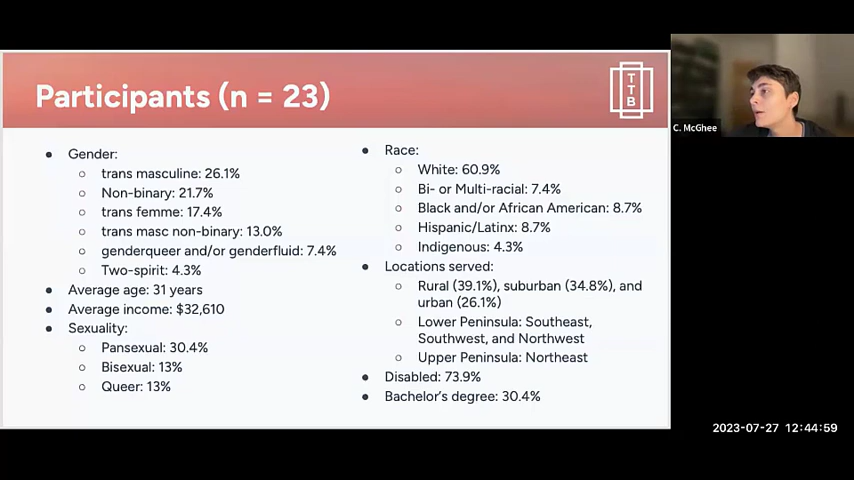 Participants (n = 23)
TTB
Gender:
trans masculine: 26.1%
Non-binary: 21.7%
trans femme: 17.4%
trans masc non-binary: 13.0%
genderqueer and/or genderfluid: 7.4%
Two-spirit: 4.3%
Average age: 31 years
Average income: $32,610
Sexuality:
Pansexual: 30.4%
Bisexual: 13%
Queer: 13%
Race:
White: 60.9%
Bi- or Multi-racial: 7.4%
Black and/or African American: 8.7%
Hispanic/Latinx: 8.7%
Indigenous: 4.3%
Locations served:
Rural (39.1%), suburban (34.8%), and
urban (26.1%)
Lower Peninsula: Southeast,
Southwest, and Northwest
Upper Peninsula: Northeast
Disabled: 73.9%
Bachelor's degree: 30.4%
C. McGhee
2023-07-27 12:44:59